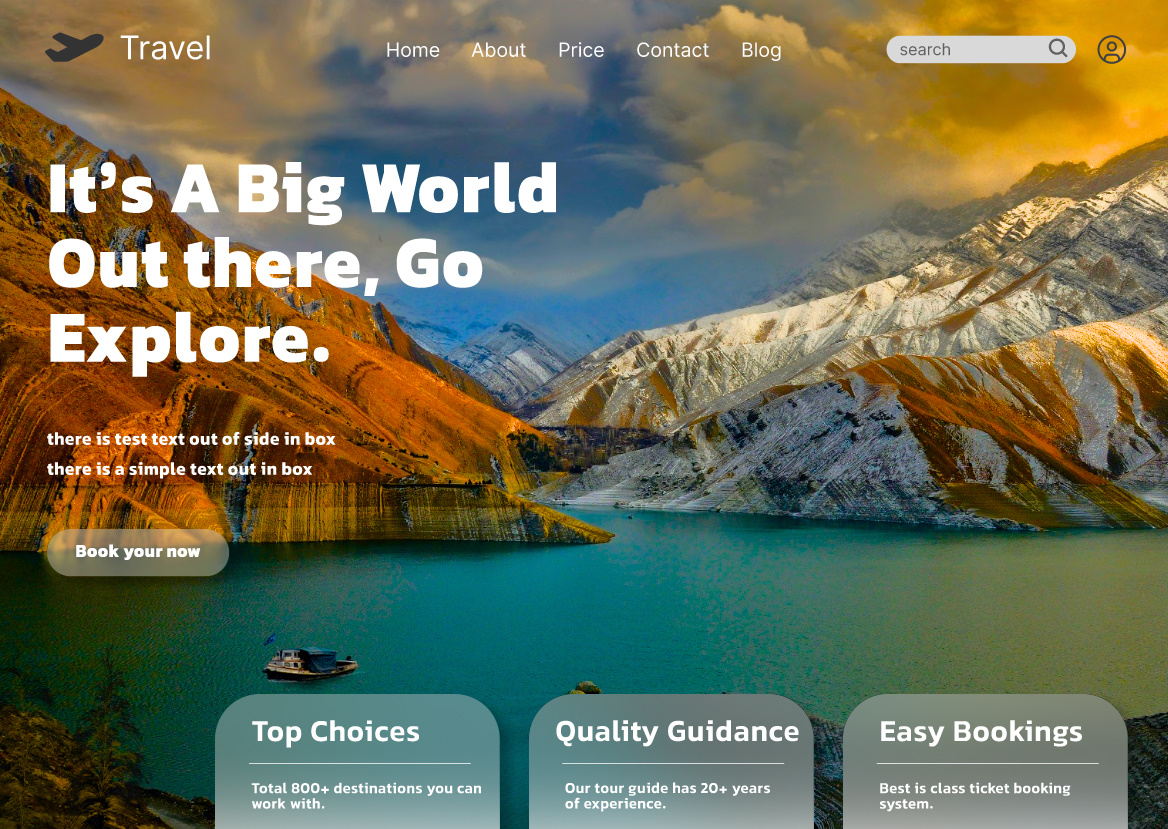 Travel
Home About Price Contact Blog
search
It’s A Big World
Out there, Go
Explore.
there is test text out of side in box
there is a simple text out in box
Book your now
Top Choices
Total 800+ destinations you can
work with.
Quality Guidance
Our tour guide has 20+ years
of experience.
Easy Bookings
Best is class ticket booking
system.